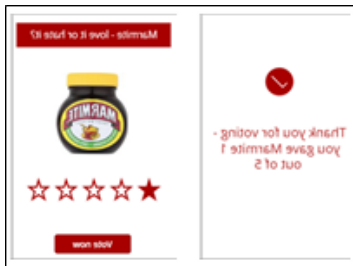 Marmite - love it or hate it?
MARMITE
Vote now
Thank you for voting -
you gave Marmite 1
out of 5